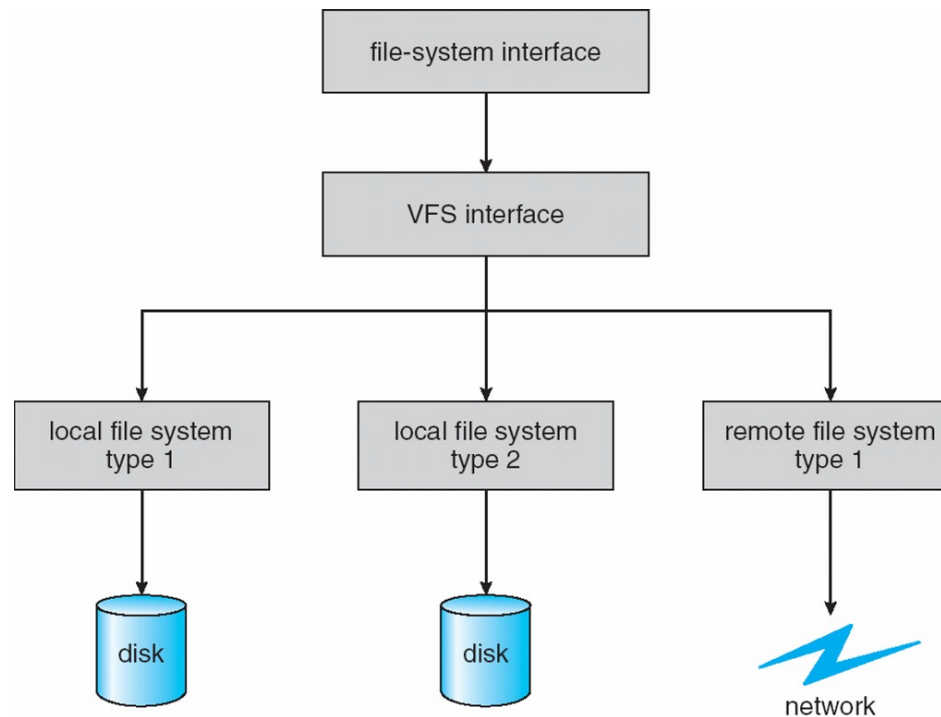 file-system interface
VFS interface
local file system
type 1
local file system
type 2
remote file system
type 1
disk
disk
network